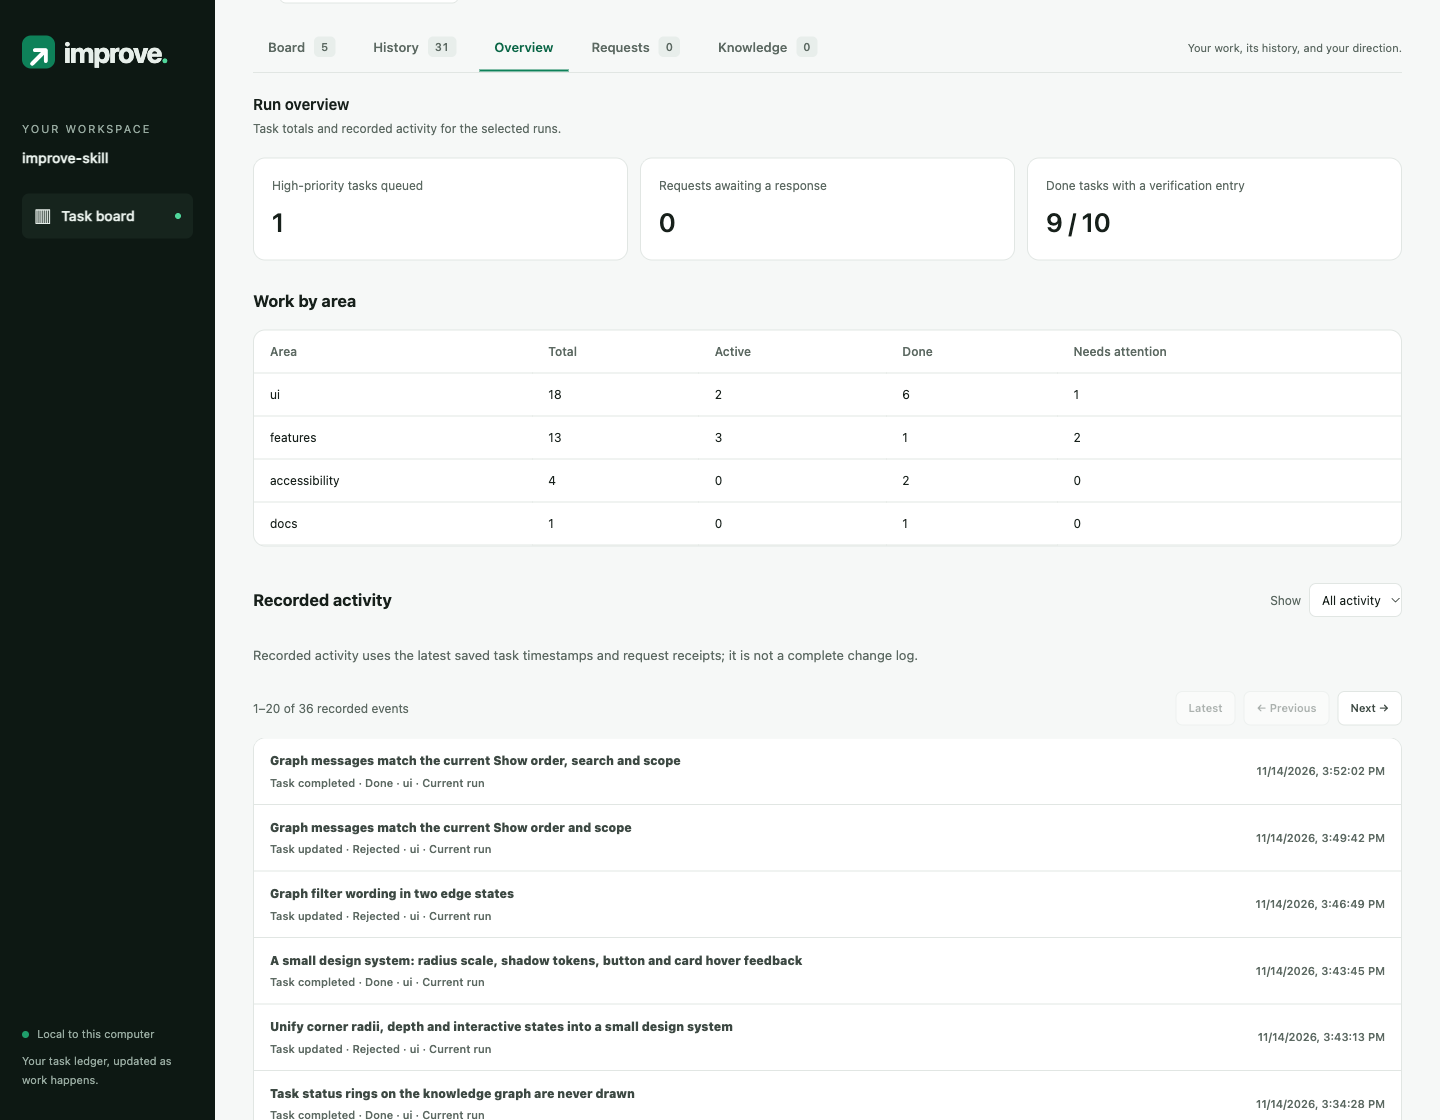 improve.
YOUR WORKSPACE
improve-skill
Task board
Local to this computer
Your task ledger, updated as
work happens.
Board 5 History 31 Overview Requests 0 Knowledge 0 Your work, its history, and your direction.
Run overview
Task totals and recorded activity for the selected runs.
High-priority tasks queued
1
Requests awaiting a response
0
Done tasks with a verification entry
9 / 10
Work by area
Area Total Active Done Needs attention
ui 18 2 6 1
features 13 3 1 2
accessibility 4 0 2 0
docs 1 0 1 0
Recorded activity Show All activity
Recorded activity uses the latest saved task timestamps and request receipts; it is not a complete change log.
1–20 of 36 recorded events Latest ← Previous Next →
Graph messages match the current Show order, search and scope
Task completed · Done · ui · Current run 11/14/2026, 3:52:02 PM
Graph messages match the current Show order and scope
Task updated · Rejected · ui · Current run 11/14/2026, 3:49:42 PM
Graph filter wording in two edge states
Task updated · Rejected · ui · Current run 11/14/2026, 3:46:49 PM
A small design system: radius scale, shadow tokens, button and card hover feedback
Task completed · Done · ui · Current run 11/14/2026, 3:43:45 PM
Unify corner radii, depth and interactive states into a small design system
Task updated · Rejected · ui · Current run 11/14/2026, 3:43:13 PM
Task status rings on the knowledge graph are never drawn
Task completed · Done · ui · Current run 11/14/2026, 3:34:28 PM